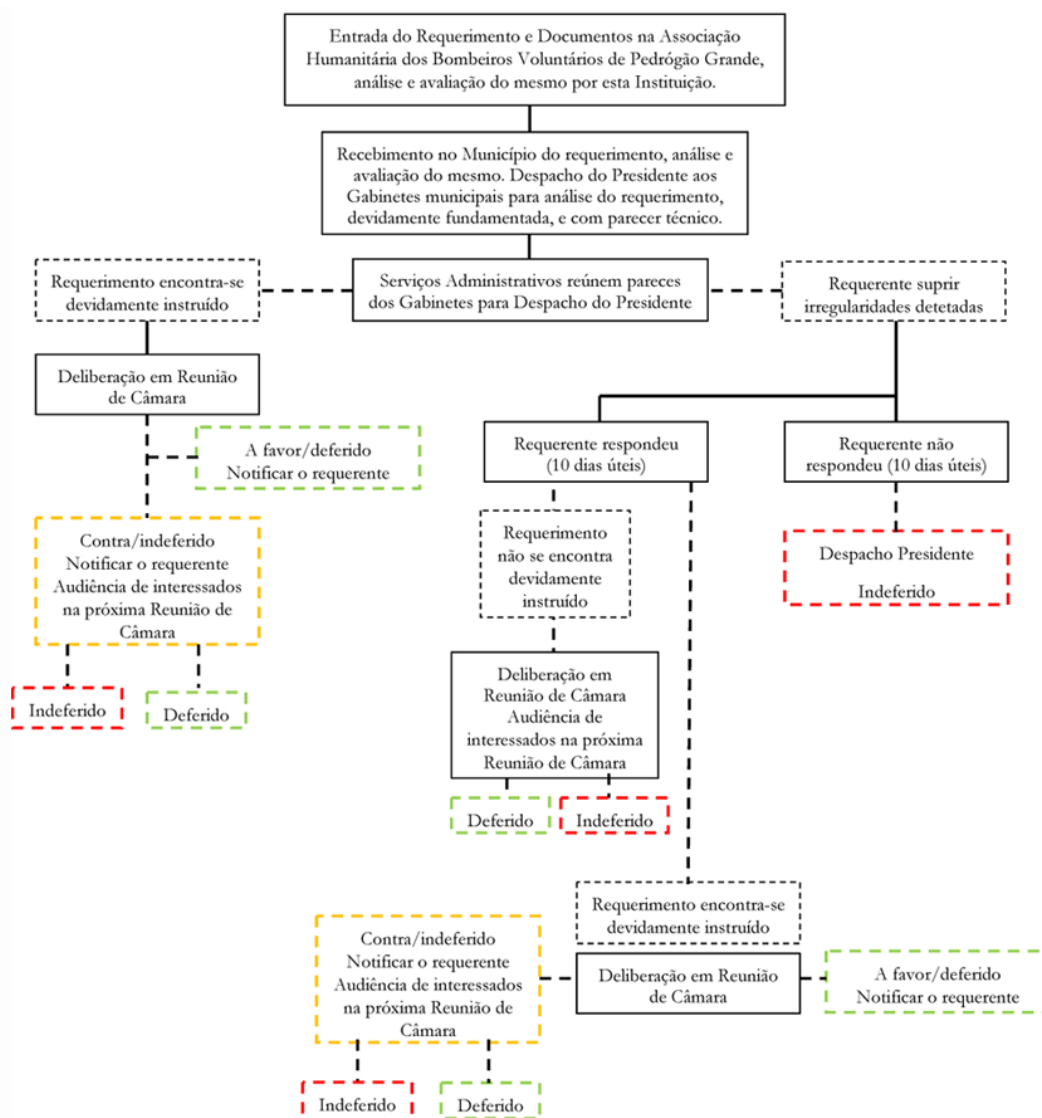 Entrada do Requerimento e Documentos na Associação
Humanitária dos Bombeiros Voluntários de Pedrógão Grande,
análise e avaliação do mesmo por esta Instituição.
Recebimento no Município do requerimento, análise e
avaliação do mesmo. Despacho do Presidente aos
Gabinetes municipais para análise do requerimento,
devidamente fundamentada, e com parecer técnico.
Requerimento encontra-se
devidamente instruído
Serviços Administrativos reúnem pareces
dos Gabinetes para Despacho do Presidente
Requerente suprir
irregularidades detetadas
Deliberação em Reunião
de Câmara
A favor/deferido
Notificar o requerente
Contra/indeferido
Notificar o requerente
Audiência de interessados
na próxima Reunião de
Câmara
Indeferido
Deferido
Requerente respondeu
(10 dias úteis)
Requerente não
respondeu (10 dias úteis)
Requerimento
não se encontra
devidamente
instruído
Despacho Presidente
Indeferido
Deliberação em
Reunião de Câmara
Audiência de
interessados na próxima
Reunião de Câmara
Deferido
Indeferido
Requerimento encontra-se
devidamente instruído
Contra/indeferido
Notificar o requerente
Audiência de interessados
na próxima Reunião de
Câmara
Deliberação em Reunião
de Câmara
A favor/deferido
Notificar o requerente
Indeferido
Deferido